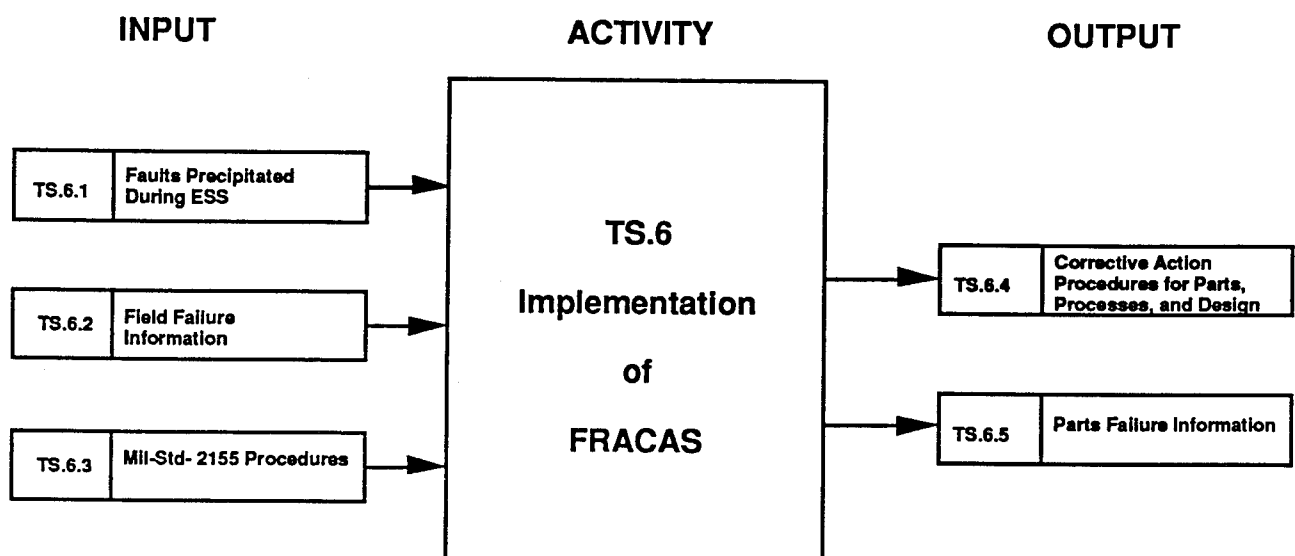 INPUT
ACTIVITY
OUTPUT
TS.6.1
Faults Precipitated
During ESS
TS.6.2
Field Failure
Information
TS.6.3
Mil-Std- 2155 Procedures
TS.6
Implementation
of
FRACAS
TS.6.4
Corrective Action
Procedures for Parts,
Processes, and Design
TS.6.5
Parts Failure Information